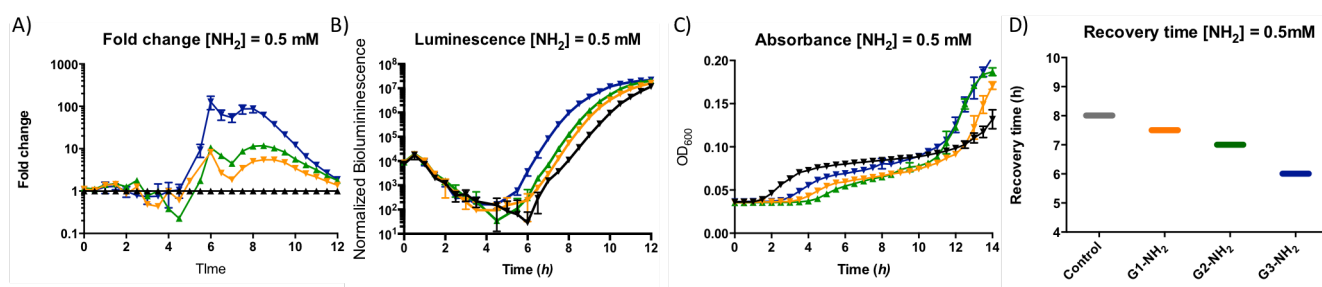 A)
Fold change [NH2] = 0.5 mM
Fold change
1000
100
10
1
0.1
0
2
4
6
8
10
12
TIme
B)
Luminescence [NH2] = 0.5 mM
Normalized Biolumininescence
10^8
10^7
10^6
10^5
10^4
10^3
10^2
10^1
0
2
4
6
8
10
12
Time (h)
C)
Absorbance [NH2] = 0.5 mM
OD600
0.20
0.15
0.10
0.05
0.00
0
2
4
6
8
10
12
14
Time (h)
D)
Recovery time [NH2] = 0.5mM
Recovery time (h)
10
9
8
7
6
5
4
Control
G1-NH2
G2-NH2
G3-NH2